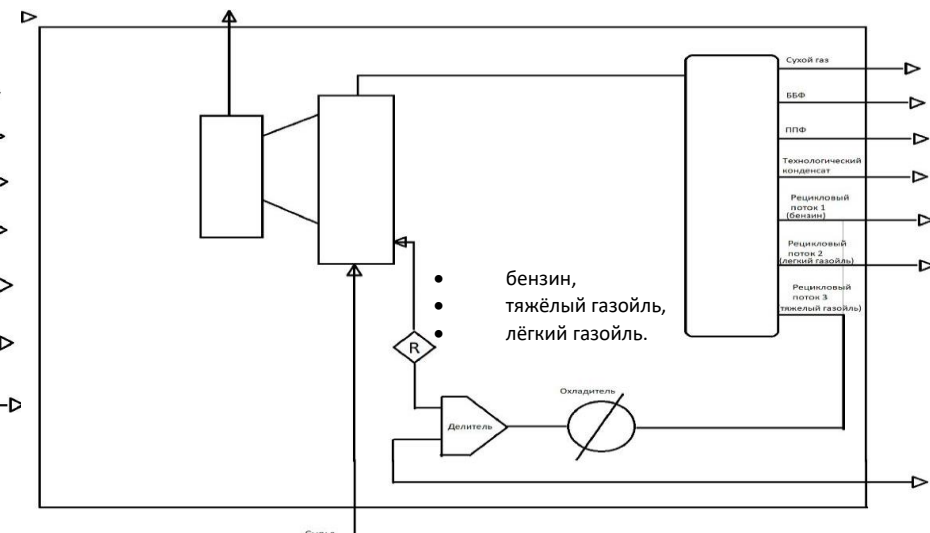 Сухой газ
ББФ
ППФ
Технологический
конденсат
Рецикловый
поток 1
(бензин)
Рецикловый
поток 2
(легкий газойль)
Рецикловый
поток 3
тяжелый газойль)
• бензин,
• тяжёлый газойль,
• лёгкий газойль.
R
Охладитель
Делитель